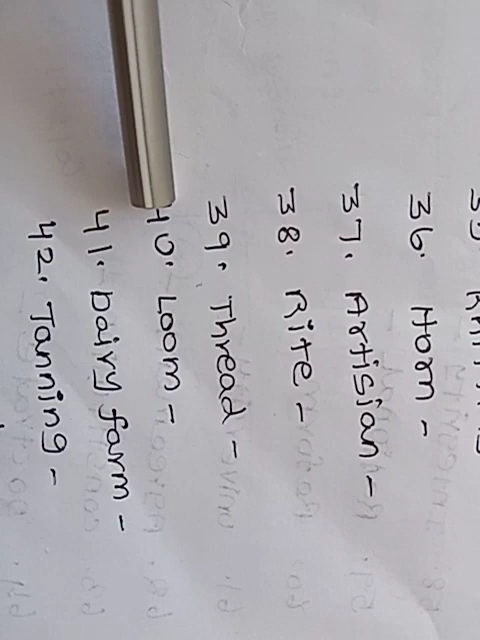 36. Horn -
37. Artisian -
38. Rite -
39. Thread -
40. Loom -
41. Dairy farm -
42. Tanning -